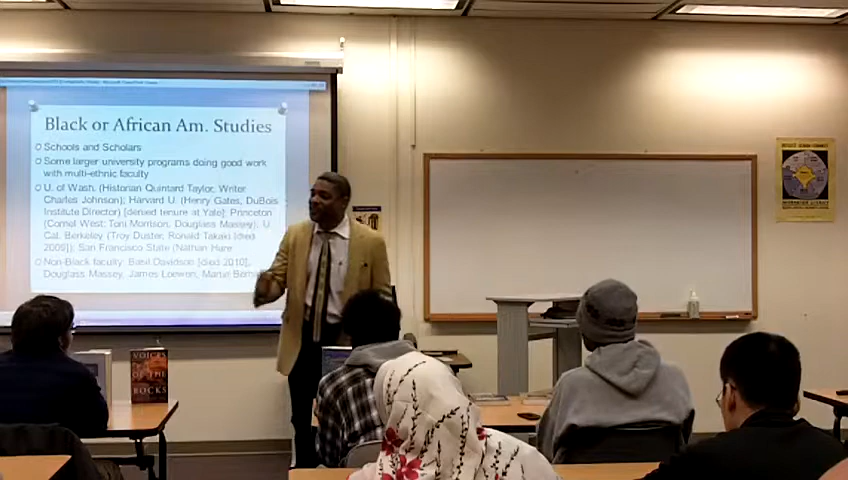 Black or African Am. Studies
Schools and Scholars
Some larger university programs doing good work
with multi-ethnic faculty
U. of Wash. (Historian Quintard Taylor, Writer
Charles Johnson); Harvard U. (Henry Gates, DuBois
Institute Director) [denied tenure at Yale]; Princeton
(Cornel West; Toni Morrison, Douglass Massey); U.
Cal. Berkeley (Troy Duster, Ronald Takaki [died
2009]); San Francisco State (Nathan Hare
Non-Black faculty: Basil Davidson [died 2010],
Douglass Massey, James Loewen, Martin
VOICES
OF THE
ROCKS